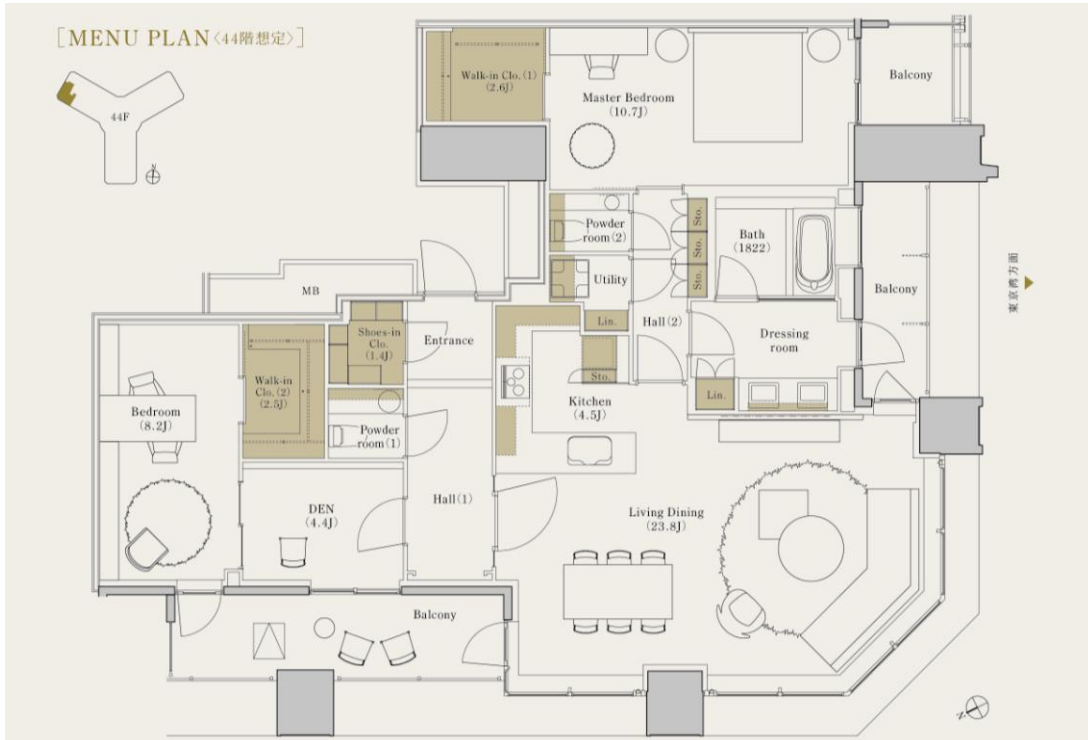 [MENU PLAN〈44階想定〉]
44F
N
Walk-in Clo.(1)
(2.6J)
Master Bedroom
(10.7J)
Balcony
Powder
room(2)
Sto.
Sto.
Sto.
Bath
(1822)
Utility
Balcony
東京湾方面
MB
Lin.
Hall(2)
Dressing
room
Shoes-in
Clo.
(1.4J)
Entrance
Walk-in
Clo.(2)
(2.5J)
Sto.
Lin.
Kitchen
(4.5J)
Bedroom
(8.2J)
Powder
room(1)
DEN
(4.4J)
Hall(1)
Living Dining
(23.8J)
Balcony
N